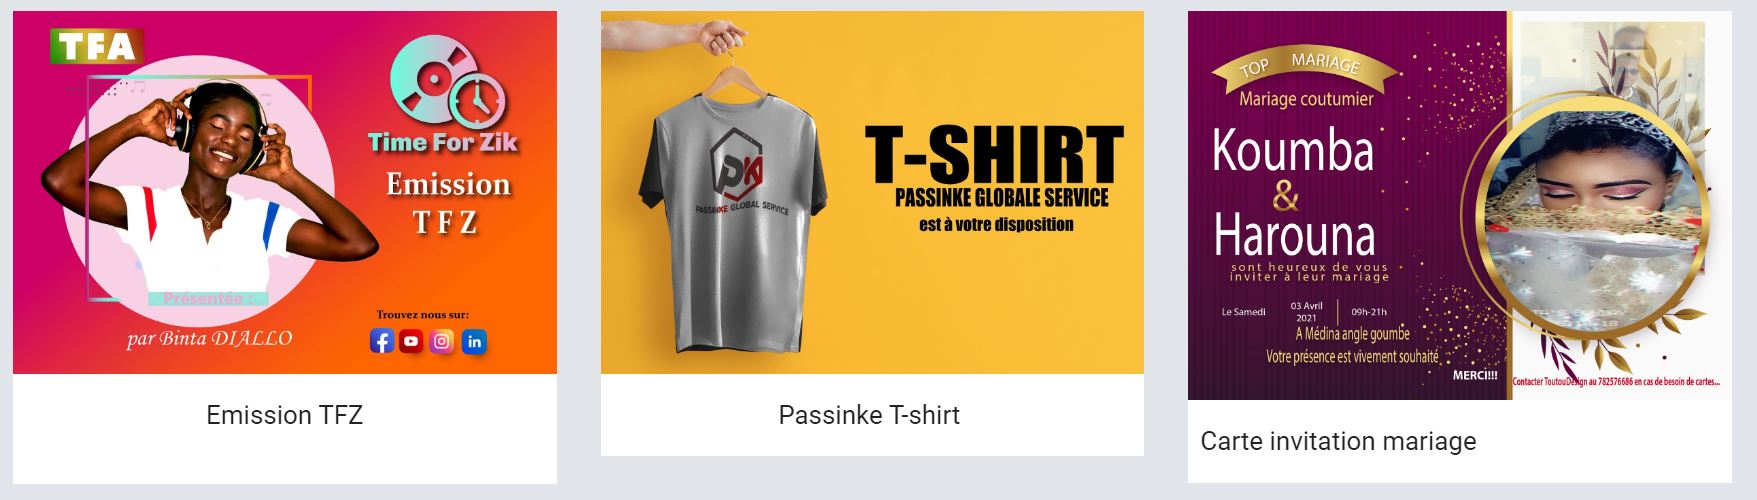 TFA
Time For Zik
Emission
TFZ
Présentée :
par Binta DIALLO
Trouvez nous sur:
f
in
Emission TFZ
PK
PASSINKE GLOBAL SERVICE
T-SHIRT
PASSINKE GLOBALE SERVICE
est à votre disposition
Passinke T-shirt
TOP MARIAGE
Mariage coutumier
Koumba
&
Harouna
sont heureux de vous
inviter à leur mariage
Le Samedi
03 Avril
2021
09h-21h
A Médina angle goumbe
Votre présence est vivement souhaité
MERCI!!!
Contacter ToutouDesign au 782576686 en cas de besoin de cartes...
Carte invitation mariage